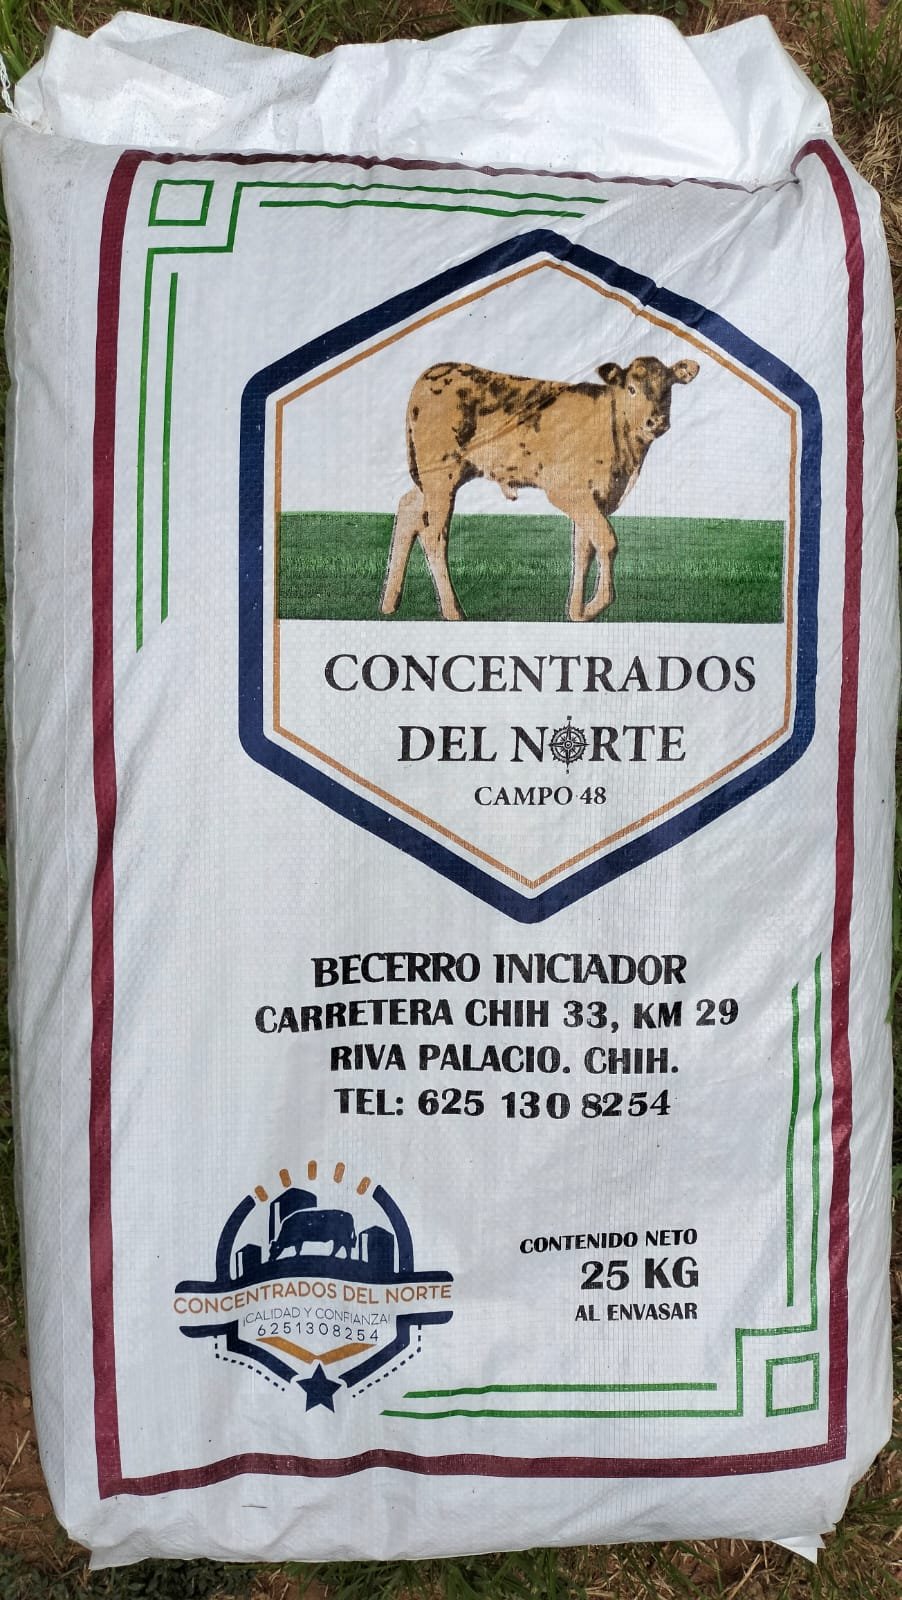 CONCENTRADOS
DEL NORTE
CAMPO 48
BECERRO INICIADOR
CARRETERA CHIH 33, KM 29
RIVA PALACIO. CHIH.
TEL: 625 130 8254
CONTENIDO NETO
25 KG
AL ENVASAR
CONCENTRADOS DEL NORTE
¡CALIDAD Y CONFIANZA!
6251308254